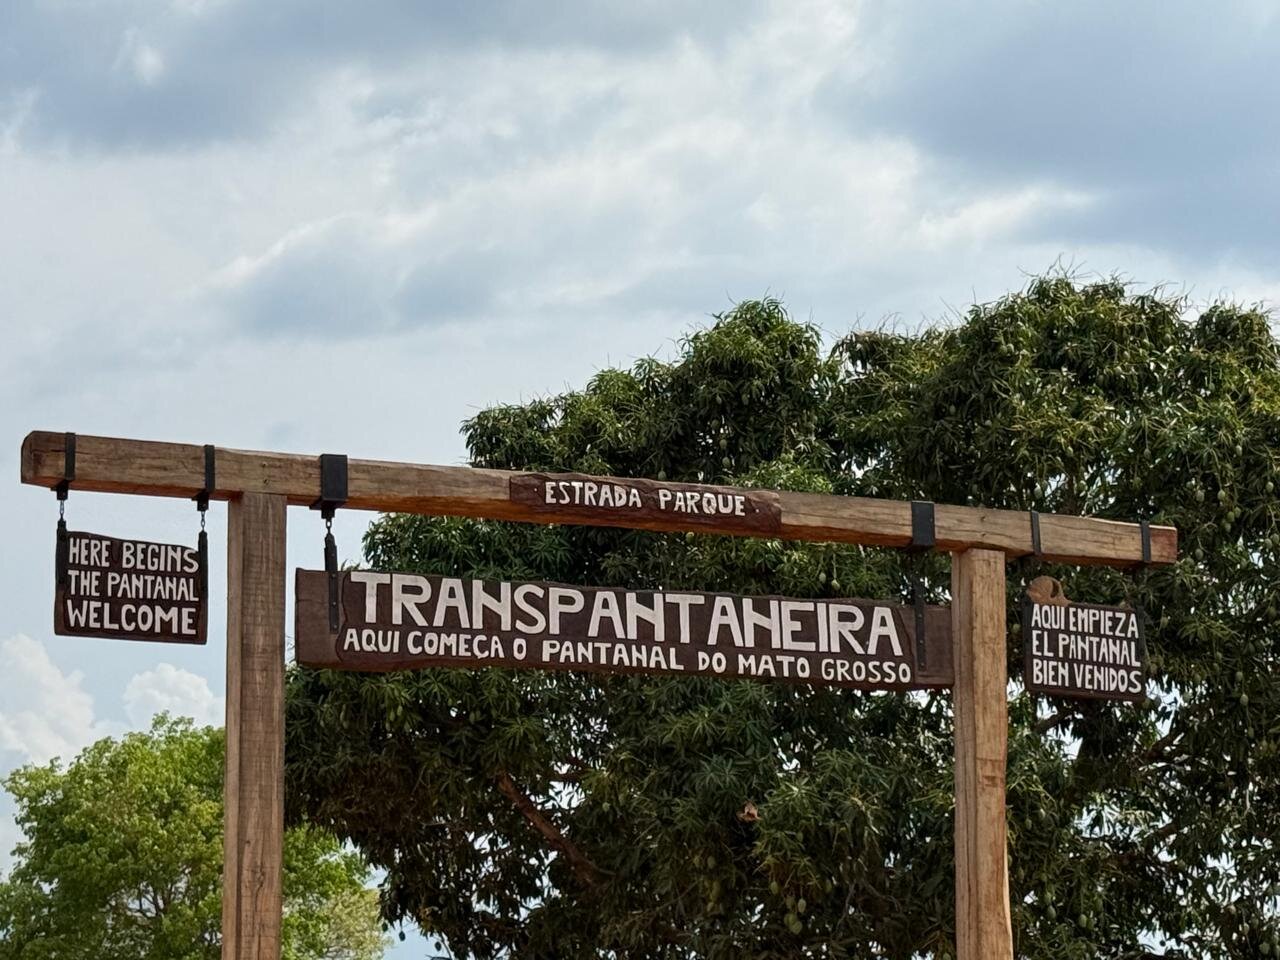 ESTRADA PARQUE
HERE BEGINS
THE PANTANAL
WELCOME
TRANSPANTANEIRA
AQUI COMEÇA O PANTANAL DO MATO GROSSO
AQUI EMPIEZA
EL PANTANAL
BIEN VENIDOS